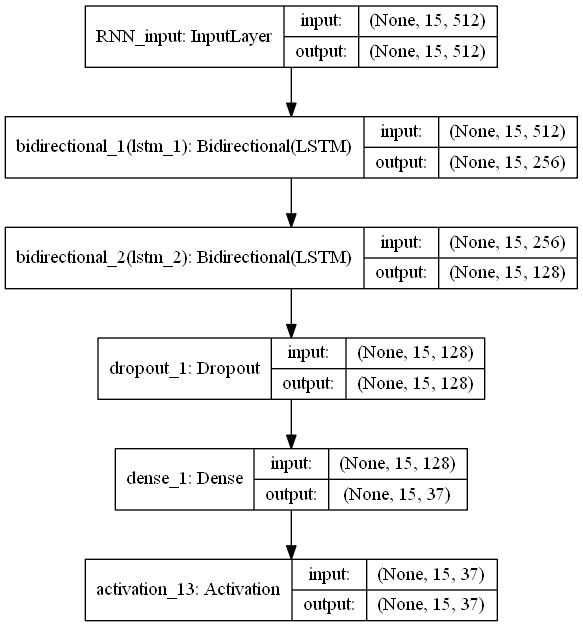 RNN_input: InputLayer
input: (None, 15, 512)
output: (None, 15, 512)
bidirectional_1(lstm_1): Bidirectional(LSTM)
input: (None, 15, 512)
output: (None, 15, 256)
bidirectional_2(lstm_2): Bidirectional(LSTM)
input: (None, 15, 256)
output: (None, 15, 128)
dropout_1: Dropout
input: (None, 15, 128)
output: (None, 15, 128)
dense_1: Dense
input: (None, 15, 128)
output: (None, 15, 37)
activation_13: Activation
input: (None, 15, 37)
output: (None, 15, 37)